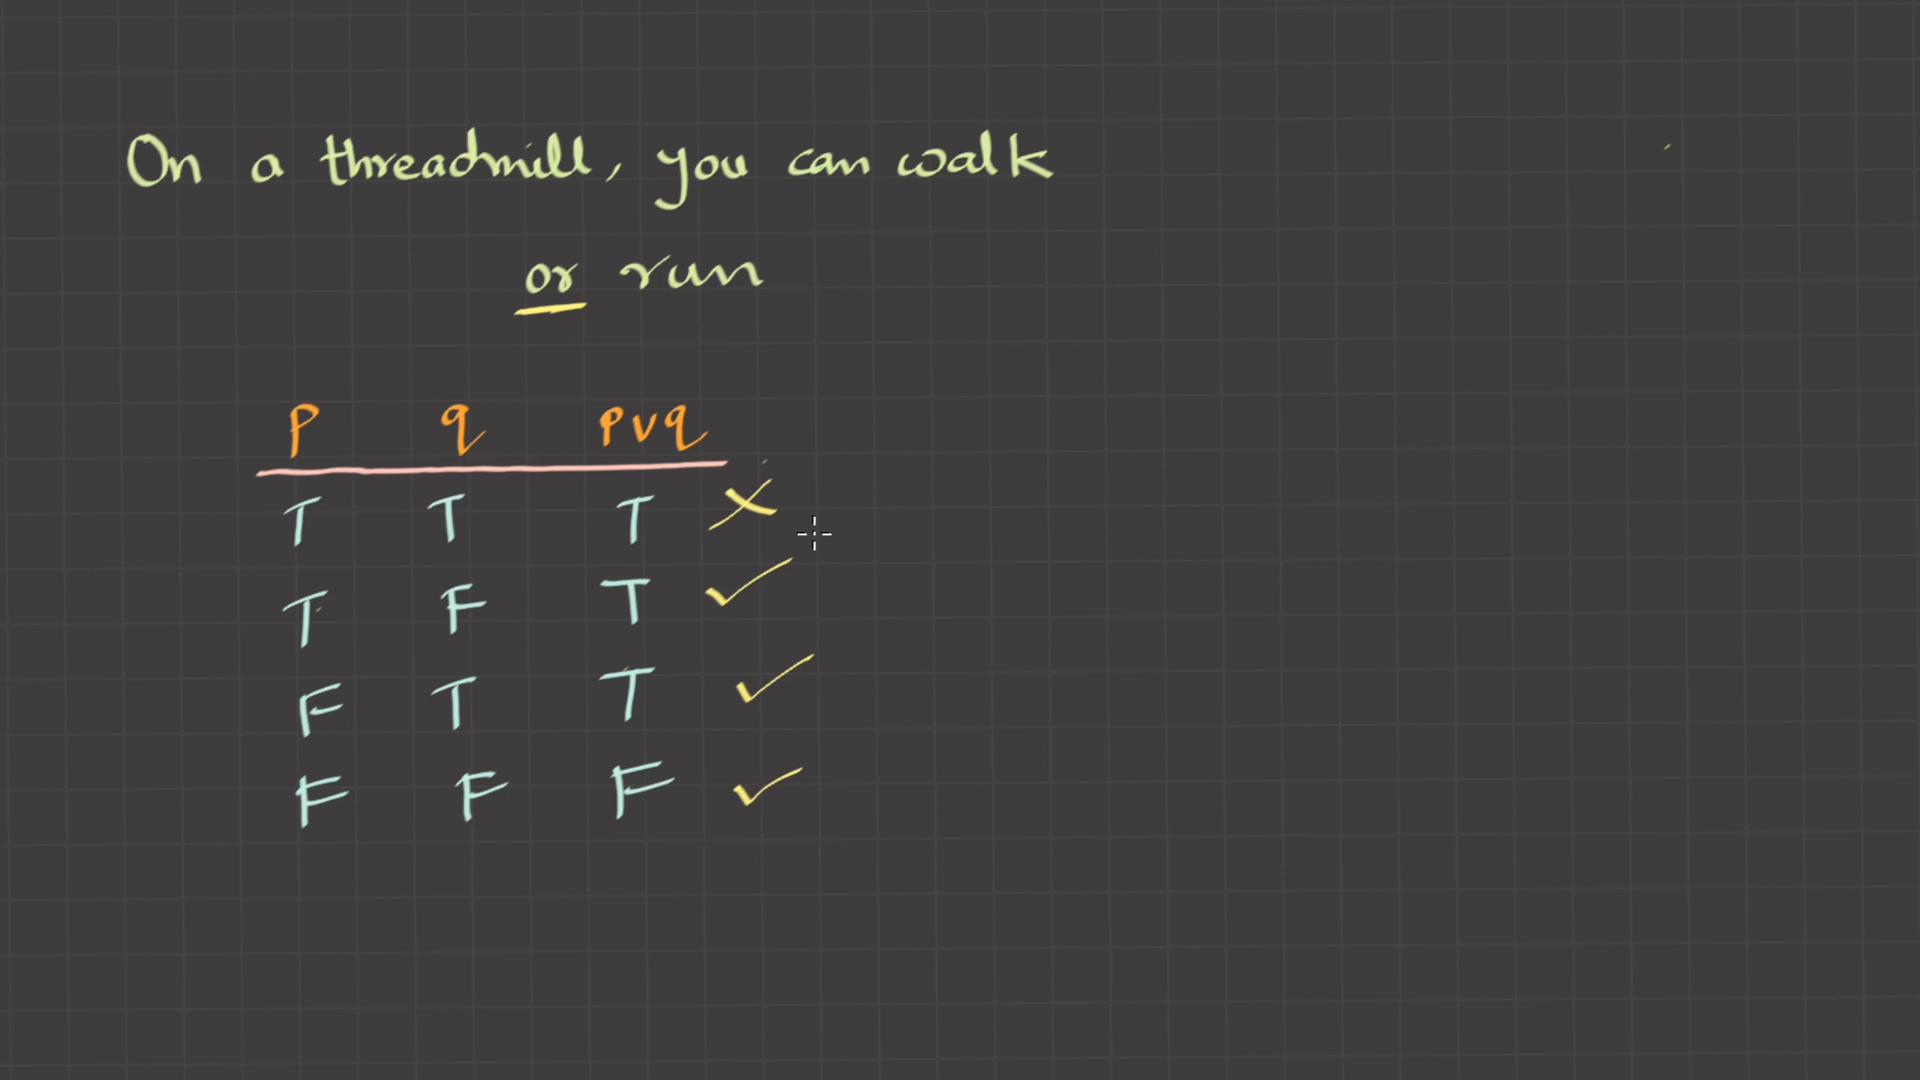 On a threadmill, you can walk
or run
p q p∨q
T T T ✗
T F T ✓
F T T ✓
F F F ✓